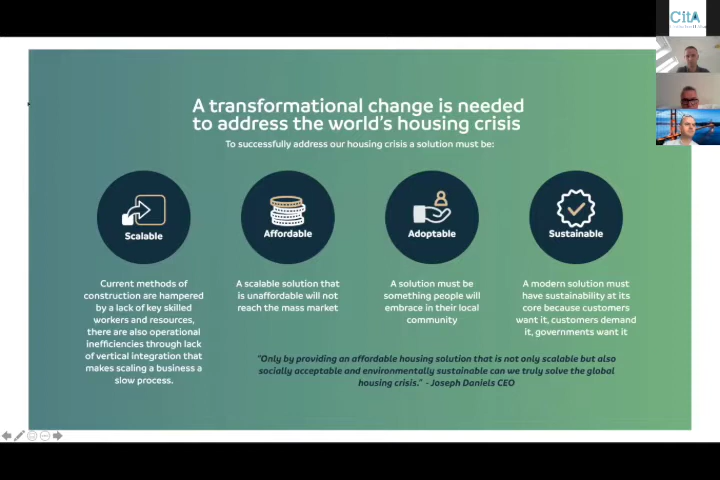 CitA
A transformational change is needed
to address the world's housing crisis
To successfully address our housing crisis a solution must be:
Scalable
Affordable
Adoptable
Sustainable
Current methods of
construction are hampered
by a lack of key skilled
workers and resources,
there are also operational
inefficiencies through lack
of vertical integration that
makes scaling a business a
slow process.
A scalable solution that
is unaffordable will not
reach the mass market
A solution must be
something people will
embrace in their local
community
A modern solution must
have sustainability at its
core because customers
want it, customers demand
it, governments want it
"Only by providing an affordable housing solution that is not only scalable but also
socially acceptable and environmentally sustainable can we truly solve the global
housing crisis." - Joseph Daniels CEO